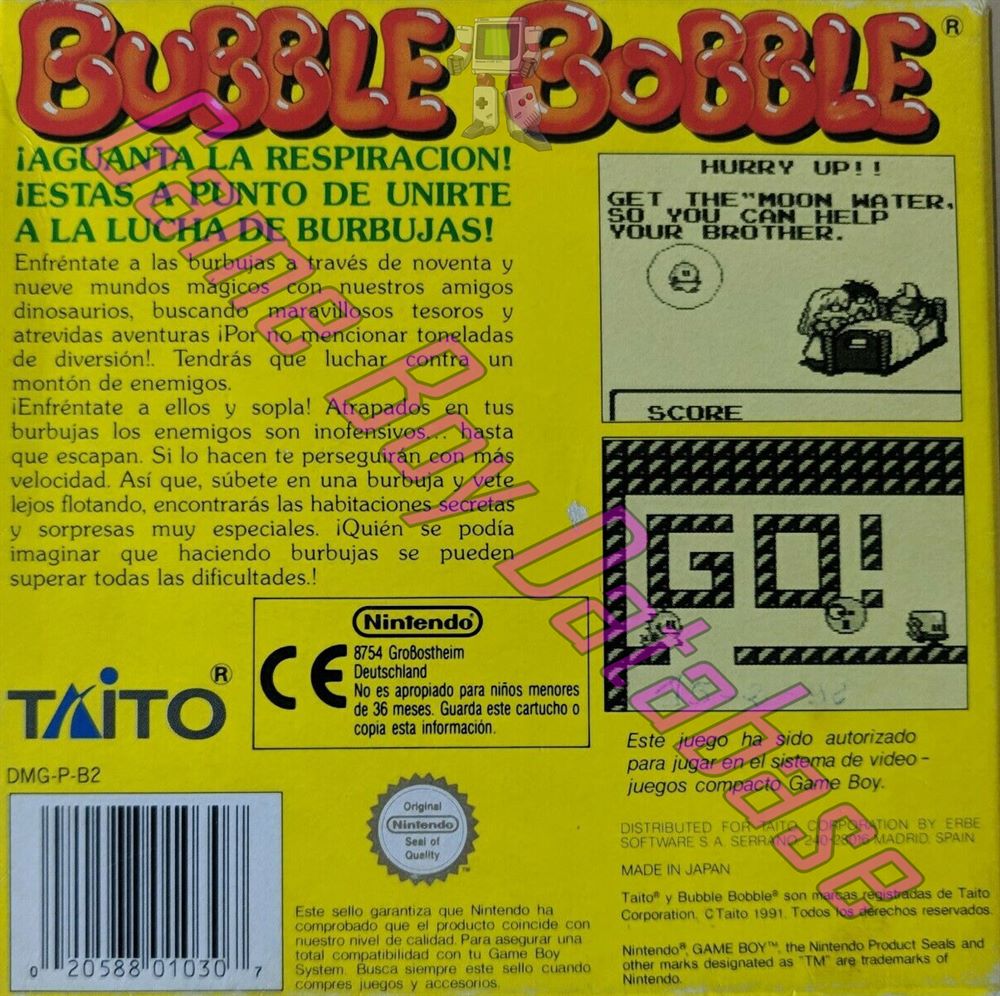 BUBBLE BOBBLE®
¡AGUANTA LA RESPIRACION!
¡ESTAS A PUNTO DE UNIRTE
A LA LUCHA DE BURBUJAS!
Enfréntate a las burbujas a través de noventa y
nueve mundos mágicos con nuestros amigos
dinosaurios, buscando maravillosos tesoros y
atrevidas aventuras ¡Por no mencionar toneladas
de diversión!. Tendrás que luchar contra un
montón de enemigos.
¡Enfréntate a ellos y sopla! Atrapados en tus
burbujas los enemigos son inofensivos... hasta
que escapan. Si lo hacen te perseguirán con más
velocidad. Así que, súbete en una burbuja y vete
lejos flotando, encontrarás las habitaciones secretas
y sorpresas muy especiales. ¡Quién se podía
imaginar que haciendo burbujas se pueden
superar todas las dificultades.!
HURRY UP!!
GET THE "MOON WATER,
SO YOU CAN HELP
YOUR BROTHER.
SCORE
GO!
Nintendo
CE
8754 Großostheim
Deutschland
No es apropiado para niños menores
de 36 meses. Guarda este cartucho o
copia esta información.
TAITO®
DMG-P-B2
0 20588 01030 7
Original
Nintendo
Seal of
Quality
TM
Este sello garantiza que Nintendo ha
comprobado que el producto coincide con
nuestro nivel de calidad. Para asegurar una
total compatibilidad con tu Game Boy
System. Busca siempre este sello cuando
compres juegos y accesorios.
Este juego ha sido autorizado
para jugar en el sistema de video-
juegos compacto Game Boy.
DISTRIBUTED FOR TAITO CORPORATION BY ERBE
SOFTWARE S.A. SERRANO 240-28016 MADRID. SPAIN
MADE IN JAPAN
Taito® y Bubble Bobble® son marcas registradas de Taito
Corporation. © Taito 1991. Todos los derechos reservados.
Nintendo®, GAME BOY™, the Nintendo Product Seals and
other marks designated as "TM" are trademarks of
Nintendo.
Game Boy Database